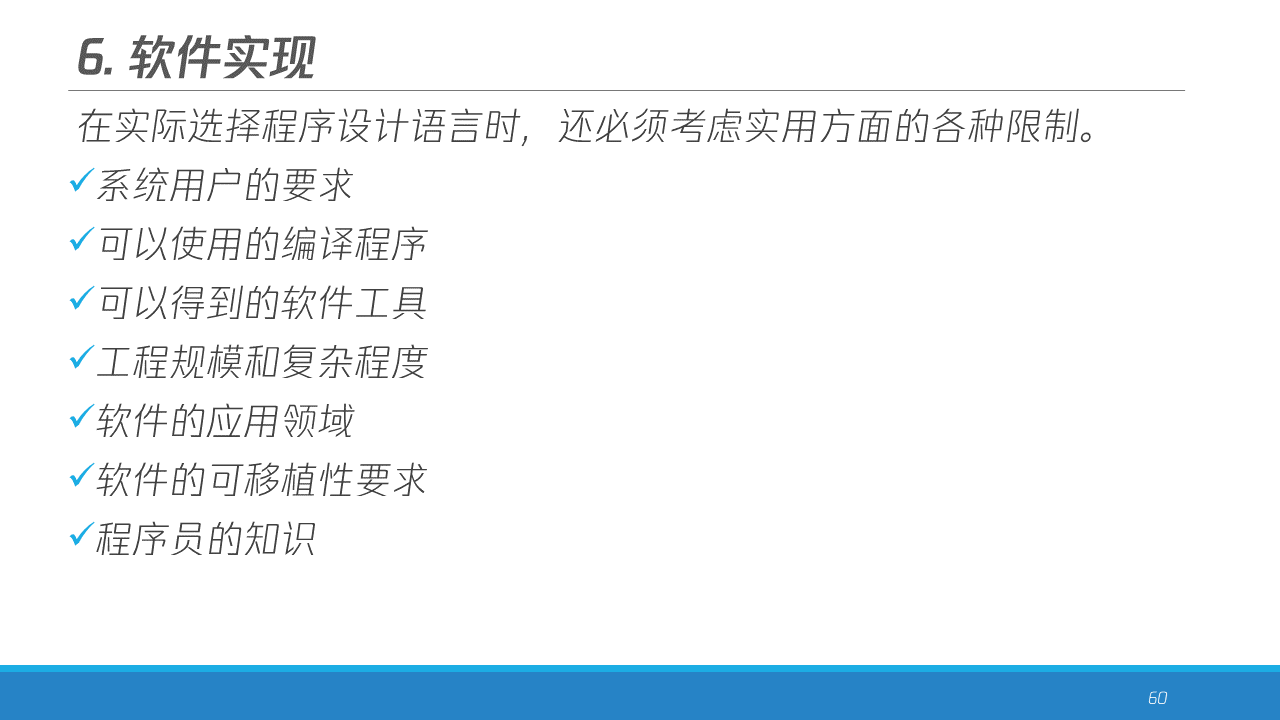 6. 软件实现
在实际选择程序设计语言时，还必须考虑实用方面的各种限制。
✓系统用户的要求
✓可以使用的编译程序
✓可以得到的软件工具
✓工程规模和复杂程度
✓软件的应用领域
✓软件的可移植性要求
✓程序员的知识
60